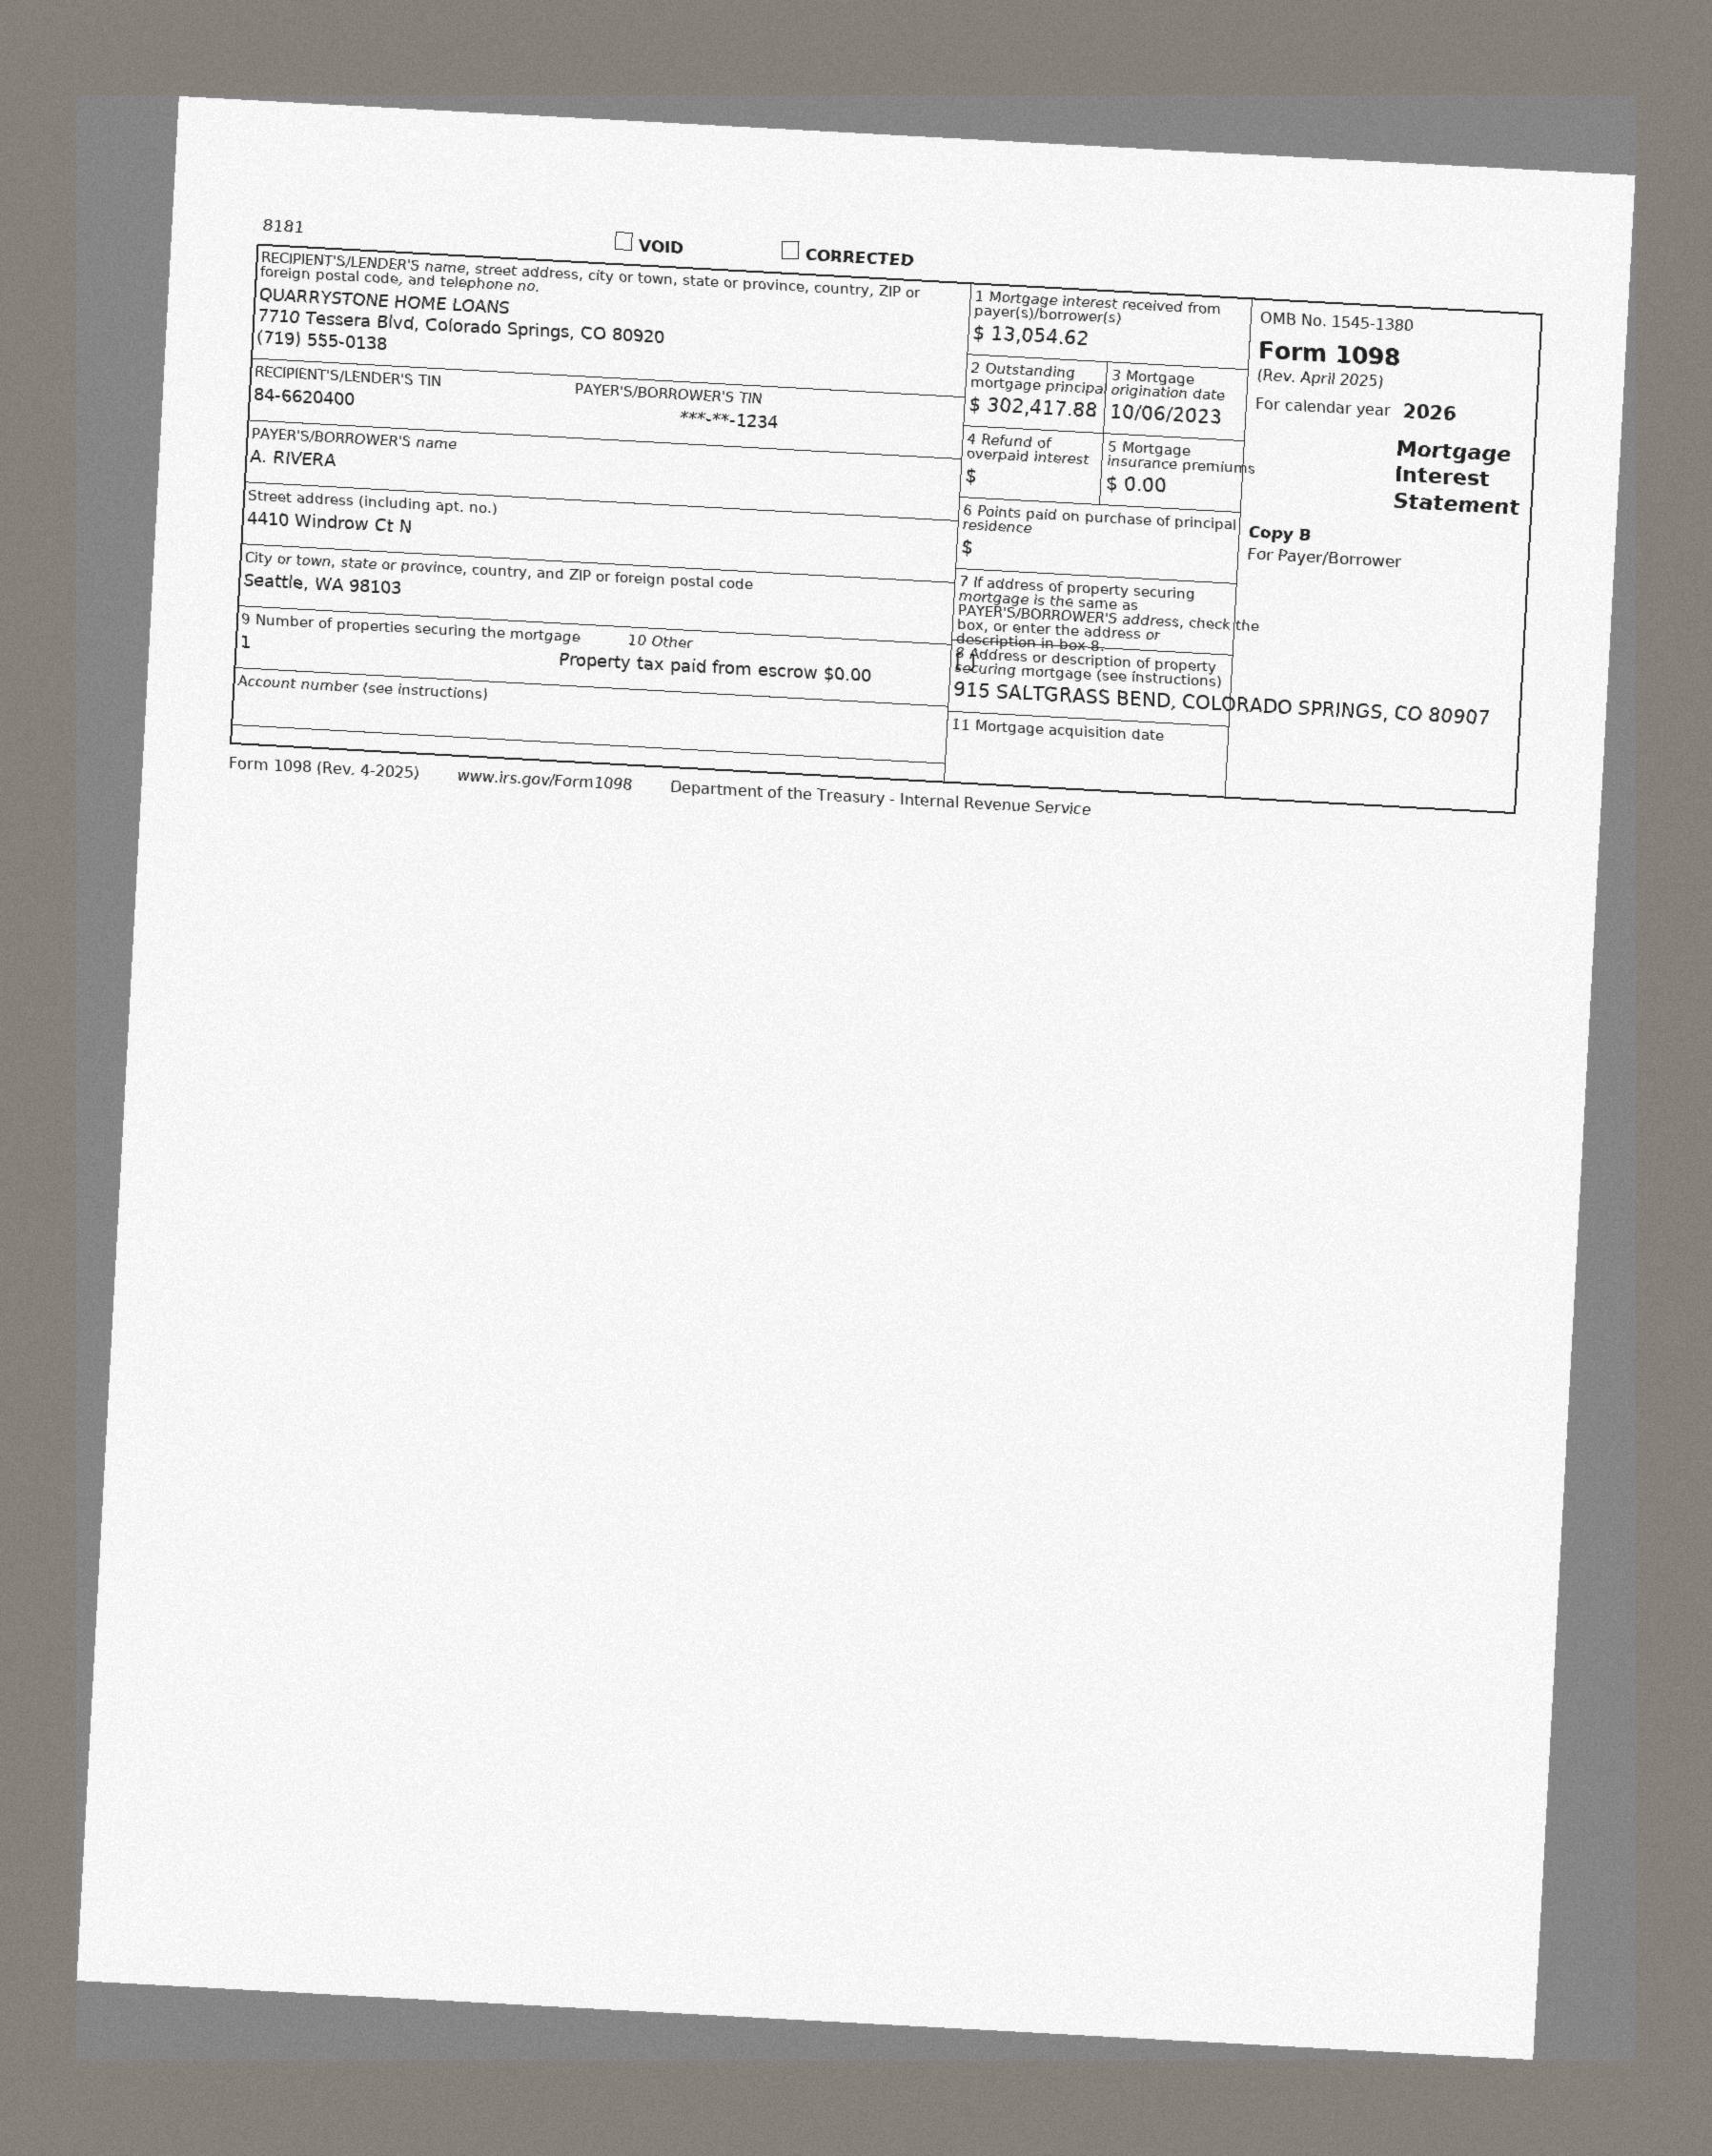 8181
VOID
CORRECTED
RECIPIENT'S/LENDER'S name, street address, city or town, state or province, country, ZIP or
foreign postal code, and telephone no.
QUARRYSTONE HOME LOANS
7710 Tessera Blvd, Colorado Springs, CO 80920
(719) 555-0138
RECIPIENT'S/LENDER'S TIN
84-6620400
PAYER'S/BORROWER'S TIN
***-**-1234
PAYER'S/BORROWER'S name
A. RIVERA
Street address (including apt. no.)
4410 Windrow Ct N
City or town, state or province, country, and ZIP or foreign postal code
Seattle, WA 98103
9 Number of properties securing the mortgage
1
10 Other
Property tax paid from escrow $0.00
Account number (see instructions)
1 Mortgage interest received from
payer(s)/borrower(s)
$ 13,054.62
2 Outstanding
mortgage principal
$ 302,417.88
3 Mortgage
origination date
10/06/2023
4 Refund of
overpaid interest
$
5 Mortgage
insurance premiums
$ 0.00
6 Points paid on purchase of principal
residence
$
7 If address of property securing
mortgage is the same as
PAYER'S/BORROWER'S address, check the
box, or enter the address or
description in box 8.
[ ]
8 Address or description of property
securing mortgage (see instructions)
915 SALTGRASS BEND, COLORADO SPRINGS, CO 80907
11 Mortgage acquisition date
OMB No. 1545-1380
Form 1098
(Rev. April 2025)
For calendar year 2026
Mortgage
Interest
Statement
Copy B
For Payer/Borrower
Form 1098 (Rev. 4-2025) www.irs.gov/Form1098 Department of the Treasury - Internal Revenue Service